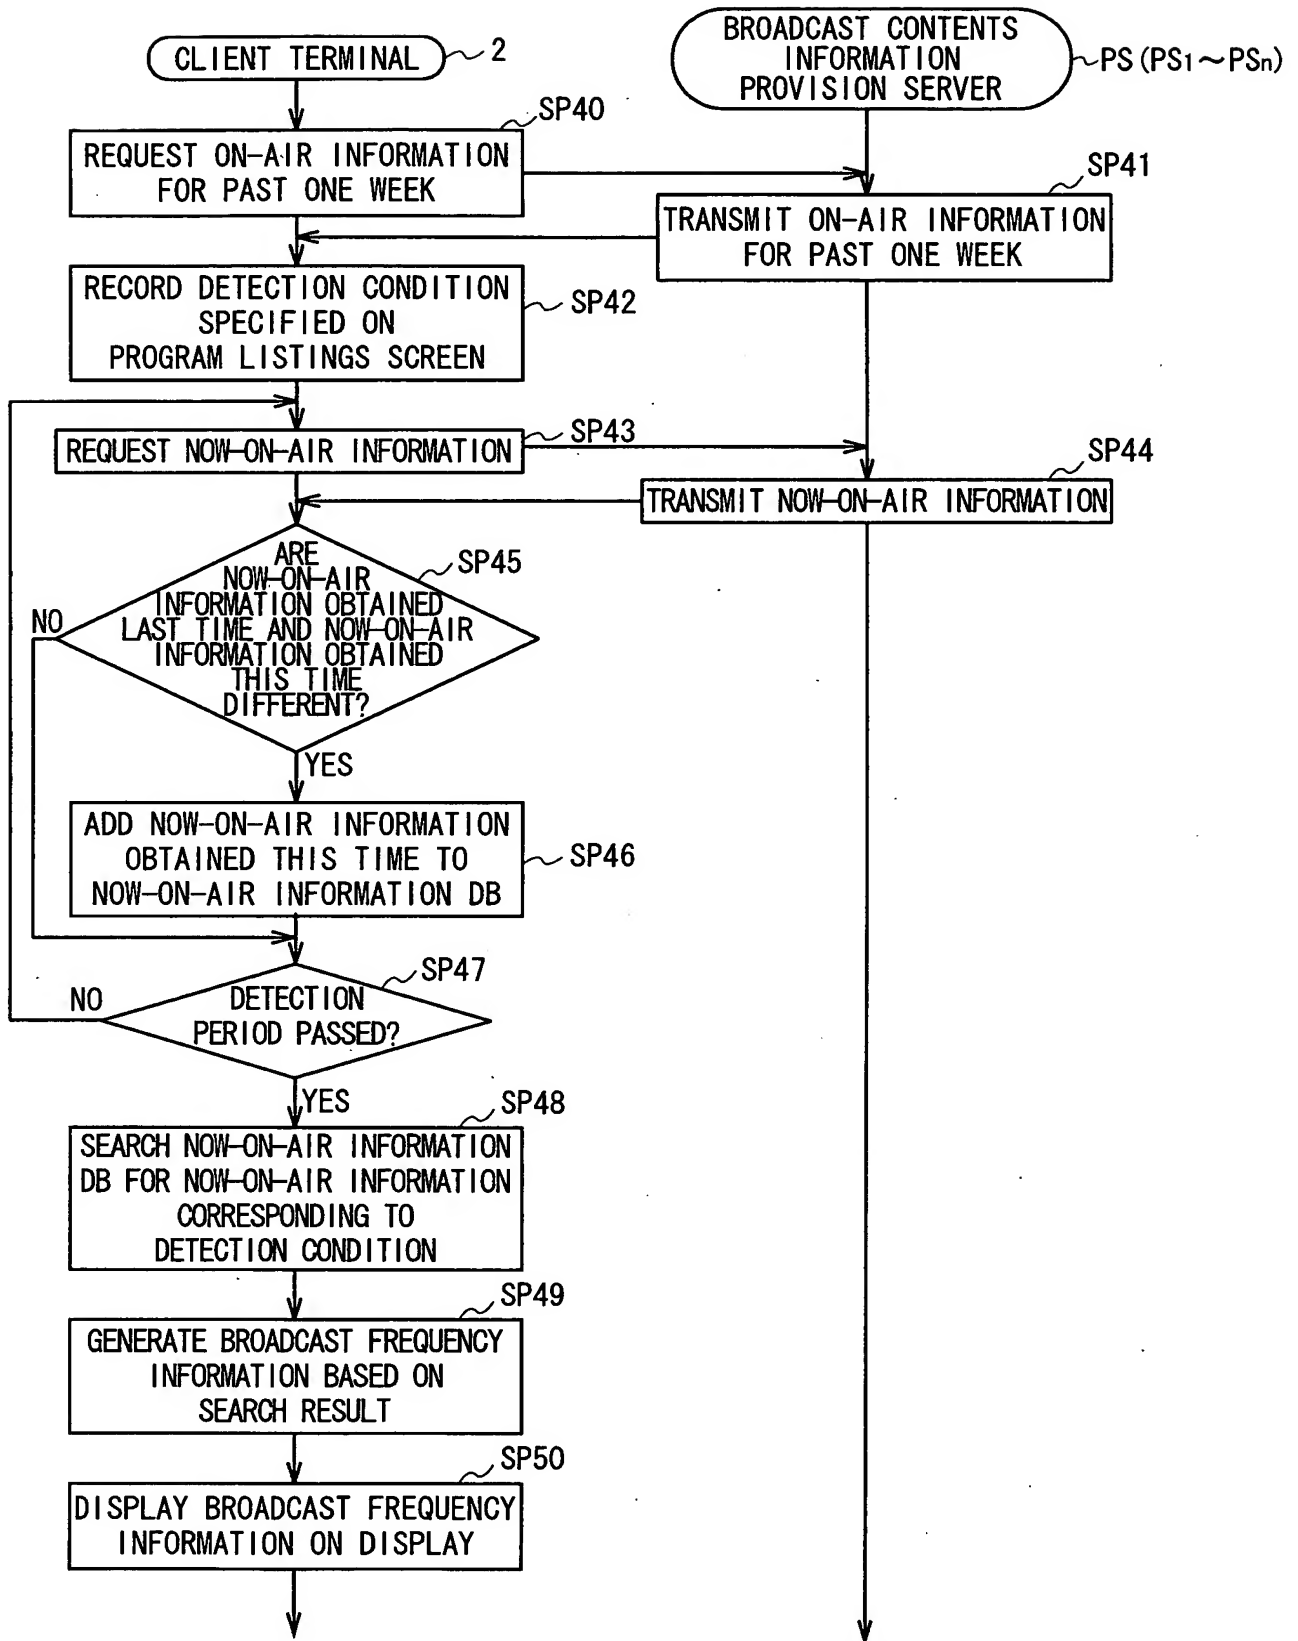 CLIENT TERMINAL
2
BROADCAST CONTENTS
INFORMATION
PROVISION SERVER
PS(PS1~PSn)
SP40
REQUEST ON-AIR INFORMATION
FOR PAST ONE WEEK
SP41
TRANSMIT ON-AIR INFORMATION
FOR PAST ONE WEEK
RECORD DETECTION CONDITION
SPECIFIED ON
PROGRAM LISTINGS SCREEN
SP42
REQUEST NOW-ON-AIR INFORMATION
SP43
SP44
TRANSMIT NOW-ON-AIR INFORMATION
SP45
ARE
NOW-ON-AIR
INFORMATION OBTAINED
LAST TIME AND NOW-ON-AIR
INFORMATION OBTAINED
THIS TIME
DIFFERENT?
NO
YES
ADD NOW-ON-AIR INFORMATION
OBTAINED THIS TIME TO
NOW-ON-AIR INFORMATION DB
SP46
SP47
DETECTION
PERIOD PASSED?
NO
YES
SP48
SEARCH NOW-ON-AIR INFORMATION
DB FOR NOW-ON-AIR INFORMATION
CORRESPONDING TO
DETECTION CONDITION
SP49
GENERATE BROADCAST FREQUENCY
INFORMATION BASED ON
SEARCH RESULT
SP50
DISPLAY BROADCAST FREQUENCY
INFORMATION ON DISPLAY